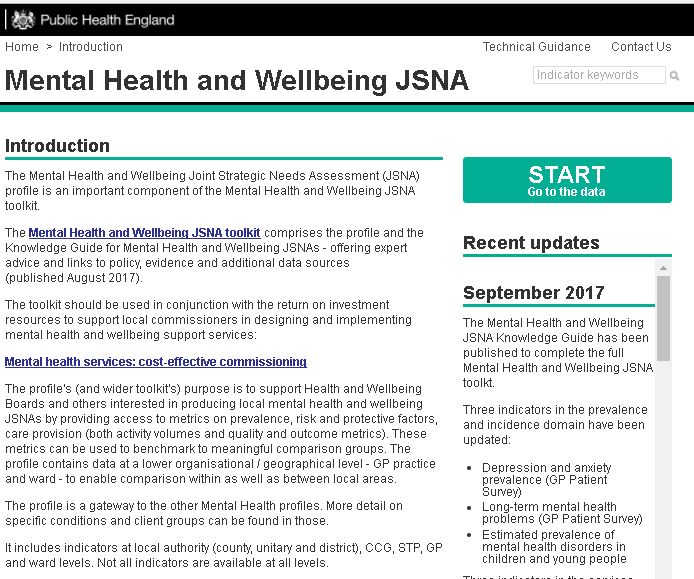 Public Health England
Home > Introduction
Technical Guidance Contact Us
Mental Health and Wellbeing JSNA
Indicator keywords
Introduction
The Mental Health and Wellbeing Joint Strategic Needs Assessment (JSNA)
profile is an important component of the Mental Health and Wellbeing JSNA
toolkit.
The Mental Health and Wellbeing JSNA toolkit comprises the profile and the
Knowledge Guide for Mental Health and Wellbeing JSNAs - offering expert
advice and links to policy, evidence and additional data sources
(published August 2017).
The toolkit should be used in conjunction with the return on investment
resources to support local commissioners in designing and implementing
mental health and wellbeing support services:
Mental health services: cost-effective commissioning
The profile's (and wider toolkit's) purpose is to support Health and Wellbeing
Boards and others interested in producing local mental health and wellbeing
JSNAs by providing access to metrics on prevalence, risk and protective factors,
care provision (both activity volumes and quality and outcome metrics). These
metrics can be used to benchmark to meaningful comparison groups. The
profile contains data at a lower organisational / geographical level - GP practice
and ward - to enable comparison within as well as between local areas.
The profile is a gateway to the other Mental Health profiles. More detail on
specific conditions and client groups can be found in those.
It includes indicators at local authority (county, unitary and district), CCG, STP, GP
and ward levels. Not all indicators are available at all levels.
START
Go to the data
Recent updates
September 2017
The Mental Health and Wellbeing
JSNA Knowledge Guide has been
published to complete the full
Mental Health and Wellbeing JSNA
toolkt.
Three indicators in the prevalence
and incidence domain have been
updated:
• Depression and anxiety
prevalence (GP Patient
Survey)
• Long-term mental health
problems (GP Patient Survey)
• Estimated prevalence of
mental health disorders in
children and young people
Three indicators in the services